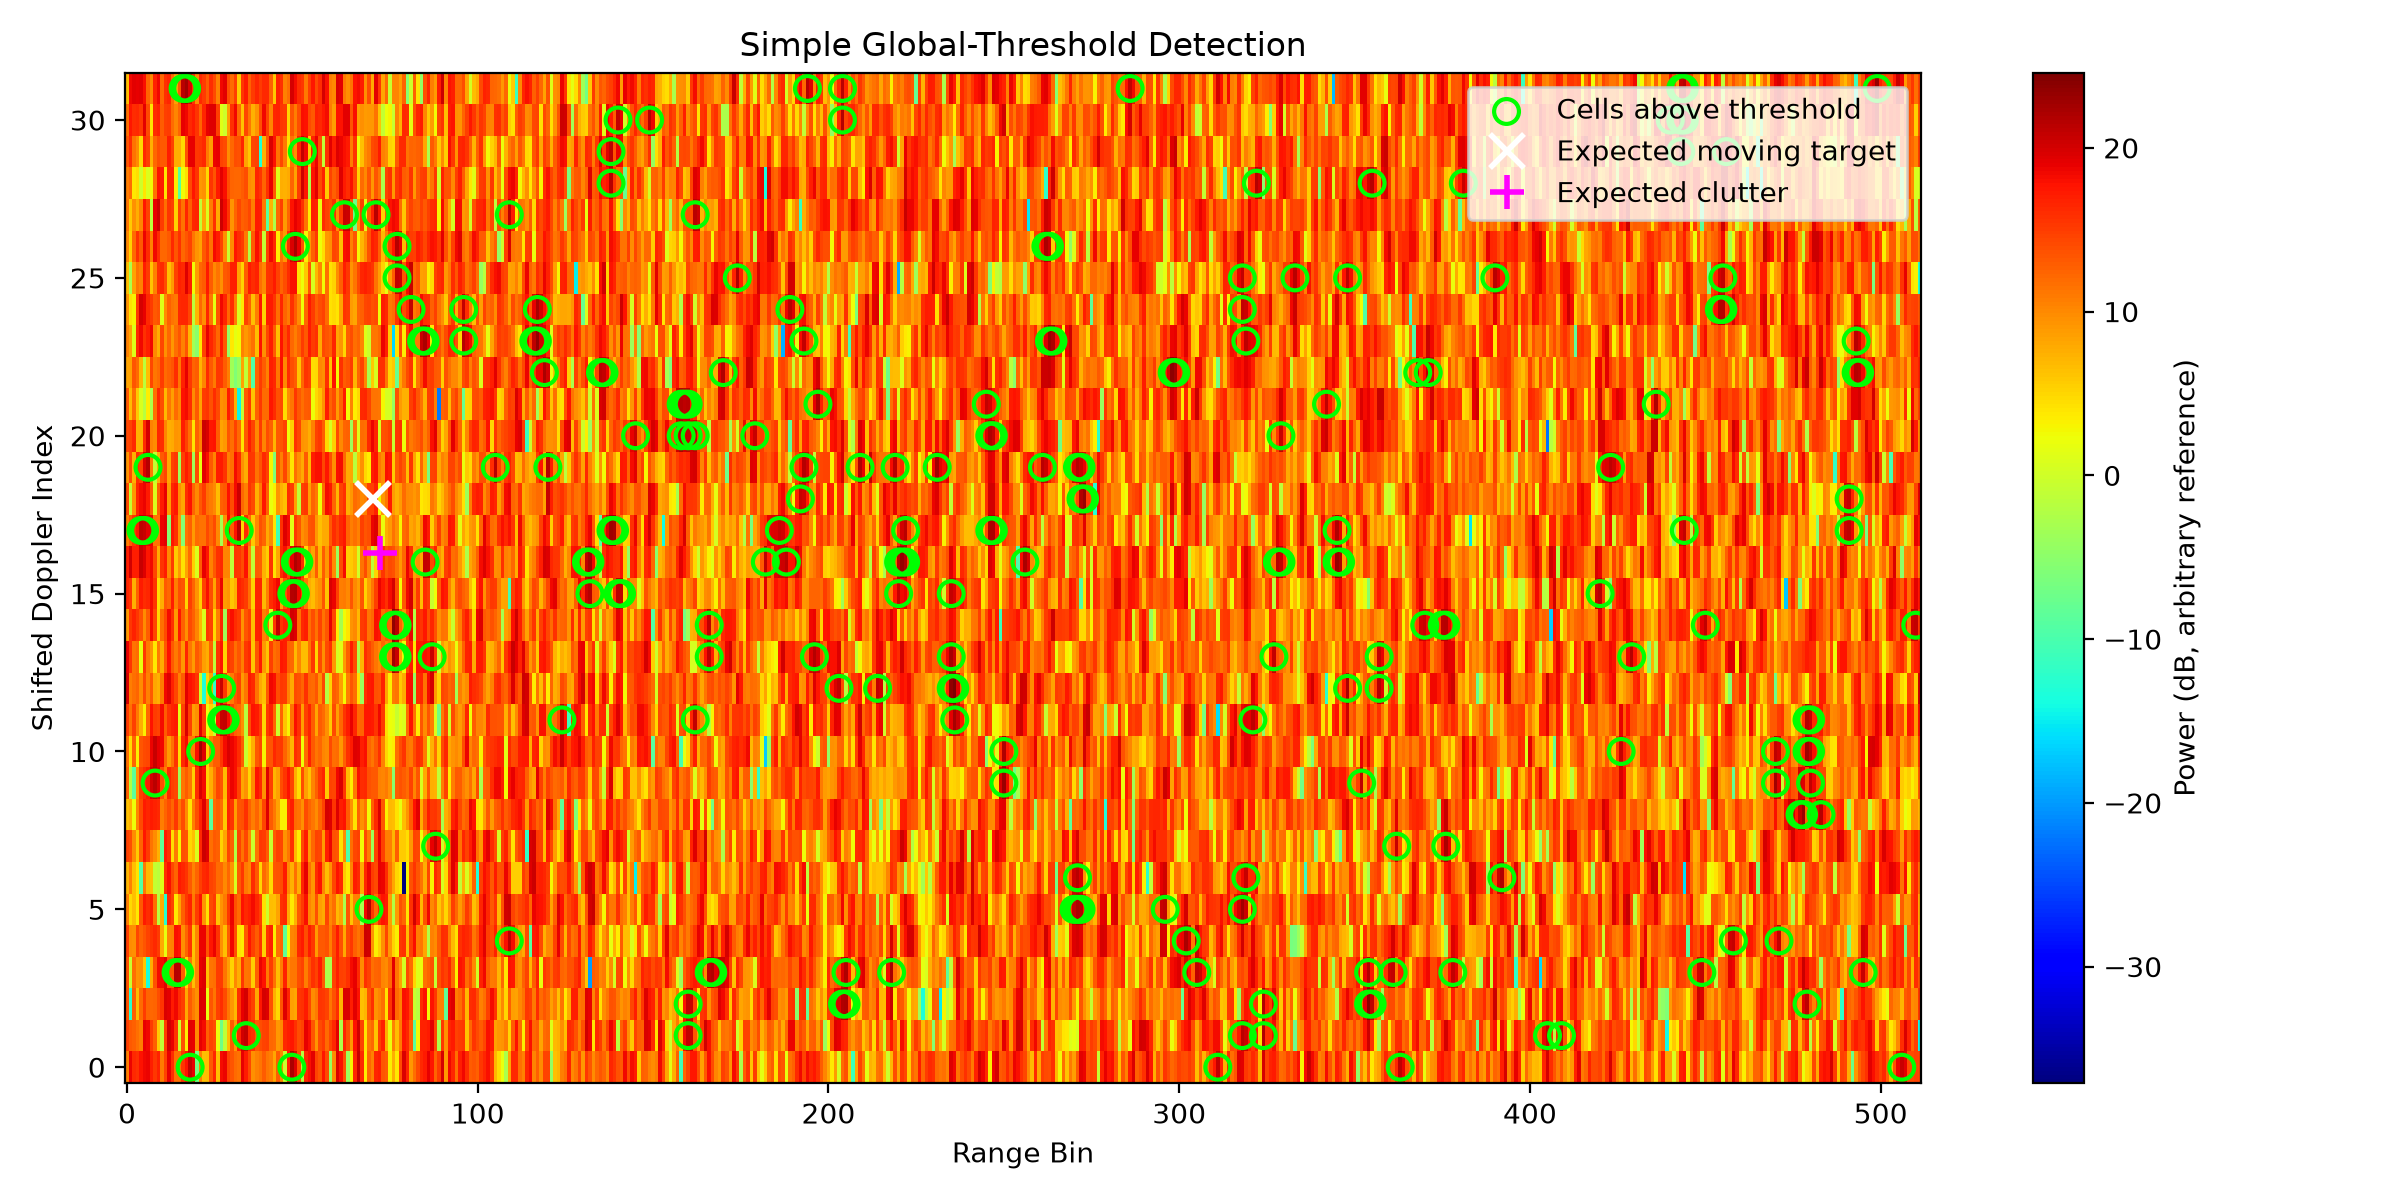 Simple Global-Threshold Detection
Cells above threshold
Expected moving target
Expected clutter
Shifted Doppler Index
30
25
20
15
10
5
0
0
100
200
300
400
500
Range Bin
20
10
0
−10
−20
−30
Power (dB, arbitrary reference)